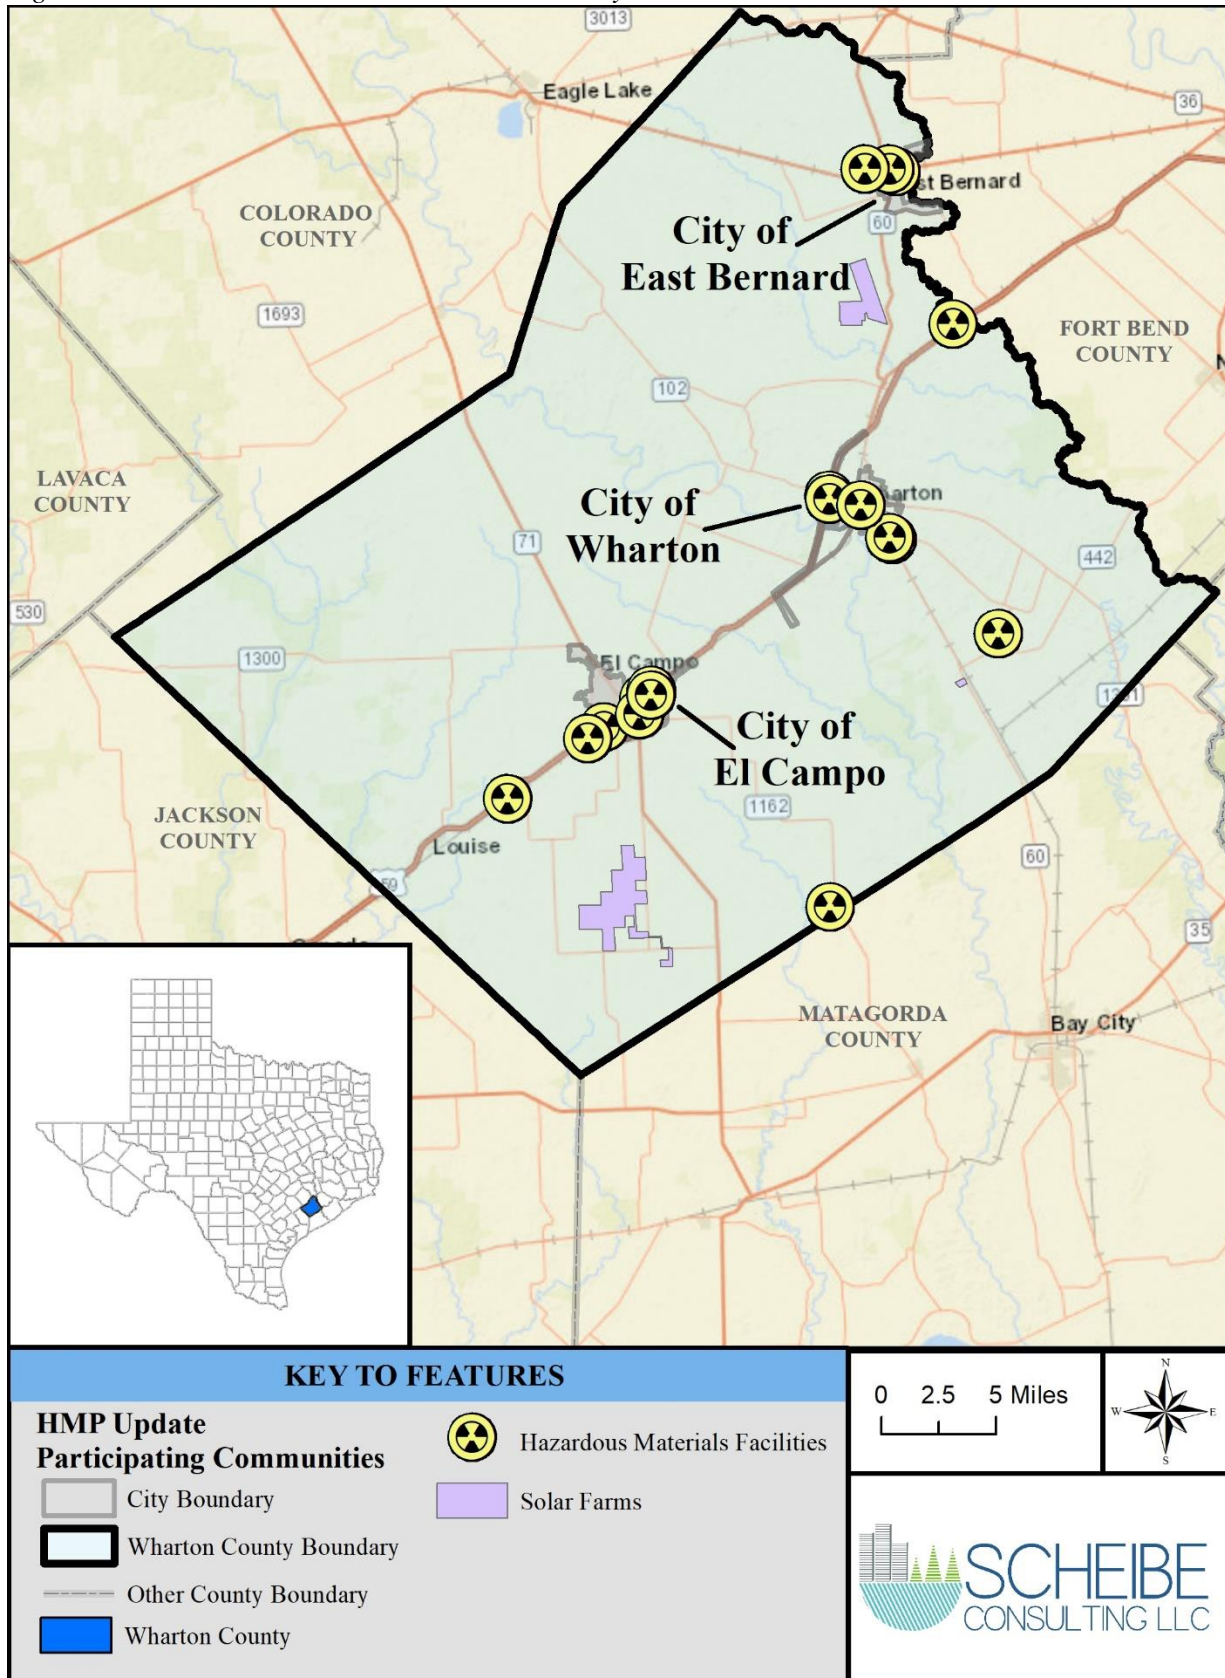 3013
Eagle Lake
36
COLORADO
COUNTY
st Bernard
60
City of
East Bernard
1693
FORT BEND
COUNTY
102
LAVACA
COUNTY
City of
Wharton
arton
71
442
530
1300
El Campo
City of
El Campo
JACKSON
COUNTY
1162
Louise
60
59
35
MATAGORDA
COUNTY
Bay City
KEY TO FEATURES
HMP Update
Participating Communities
City Boundary
Wharton County Boundary
Other County Boundary
Wharton County
Hazardous Materials Facilities
Solar Farms
0 2.5 5 Miles
N
W E
S
SCHEIBE
CONSULTING LLC